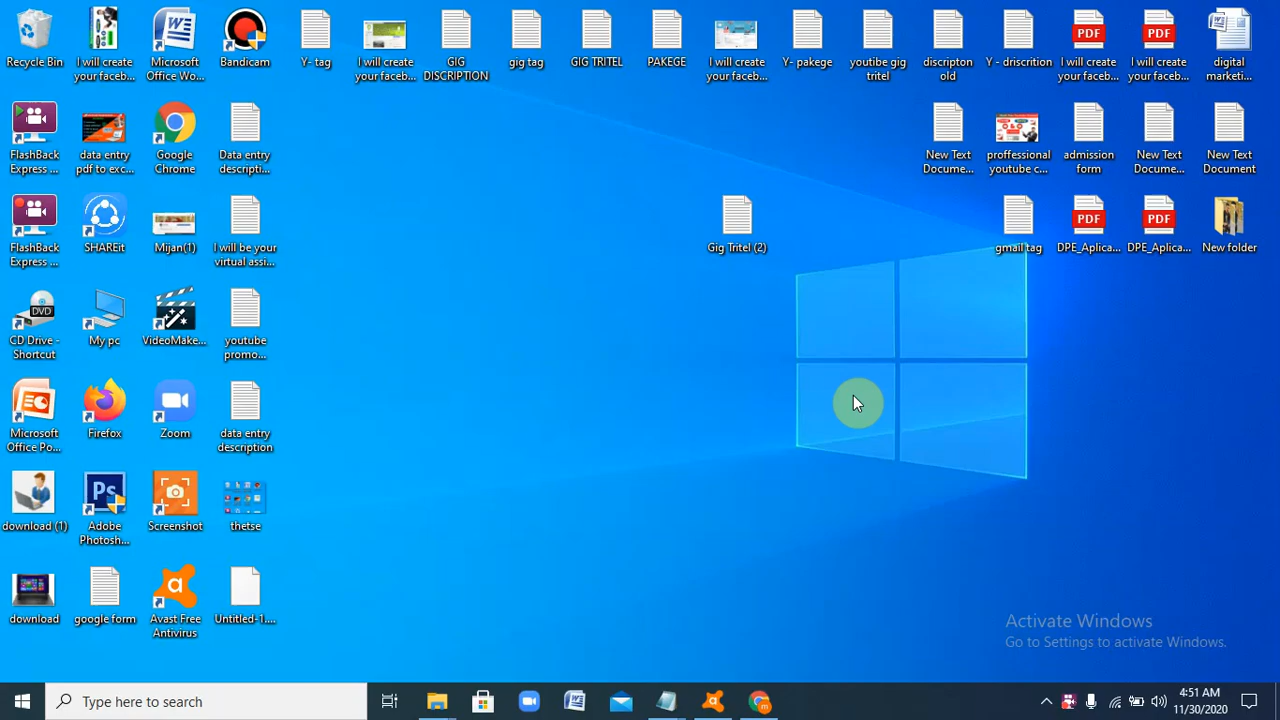 Recycle Bin
I will create
your faceb...
Microsoft
Office Wo...
Bandicam
Y- tag
I will create
your faceb...
GIG
DISCRIPTION
gig tag
GIG TRITEL
PAKEGE
I will create
your faceb...
Y- pakege
youtibe gig
tritel
discripton
old
Y - driscrition
PDF
I will create
your faceb...
PDF
I will create
your faceb...
digital
marketi...
FlashBack
Express ...
data entry
pdf to exc...
Google
Chrome
Data entry
descripti...
New Text
Docume...
proffessional
youtube c...
admission
form
New Text
Docume...
New Text
Document
FlashBack
Express ...
SHAREit
Mijan(1)
I will be your
virtual assi...
Gig Tritel (2)
gmail tag
PDF
DPE_Aplica...
PDF
DPE_Aplica...
New folder
DVD
CD Drive -
Shortcut
My pc
VideoMake...
youtube
promo...
Microsoft
Office Po...
Firefox
Zoom
data entry
description
download (1)
Ps
Adobe
Photosh...
Screenshot
thetse
download
google form
Avast Free
Antivirus
Untitled-1....
Activate Windows
Go to Settings to activate Windows.
Type here to search
4:51 AM
11/30/2020